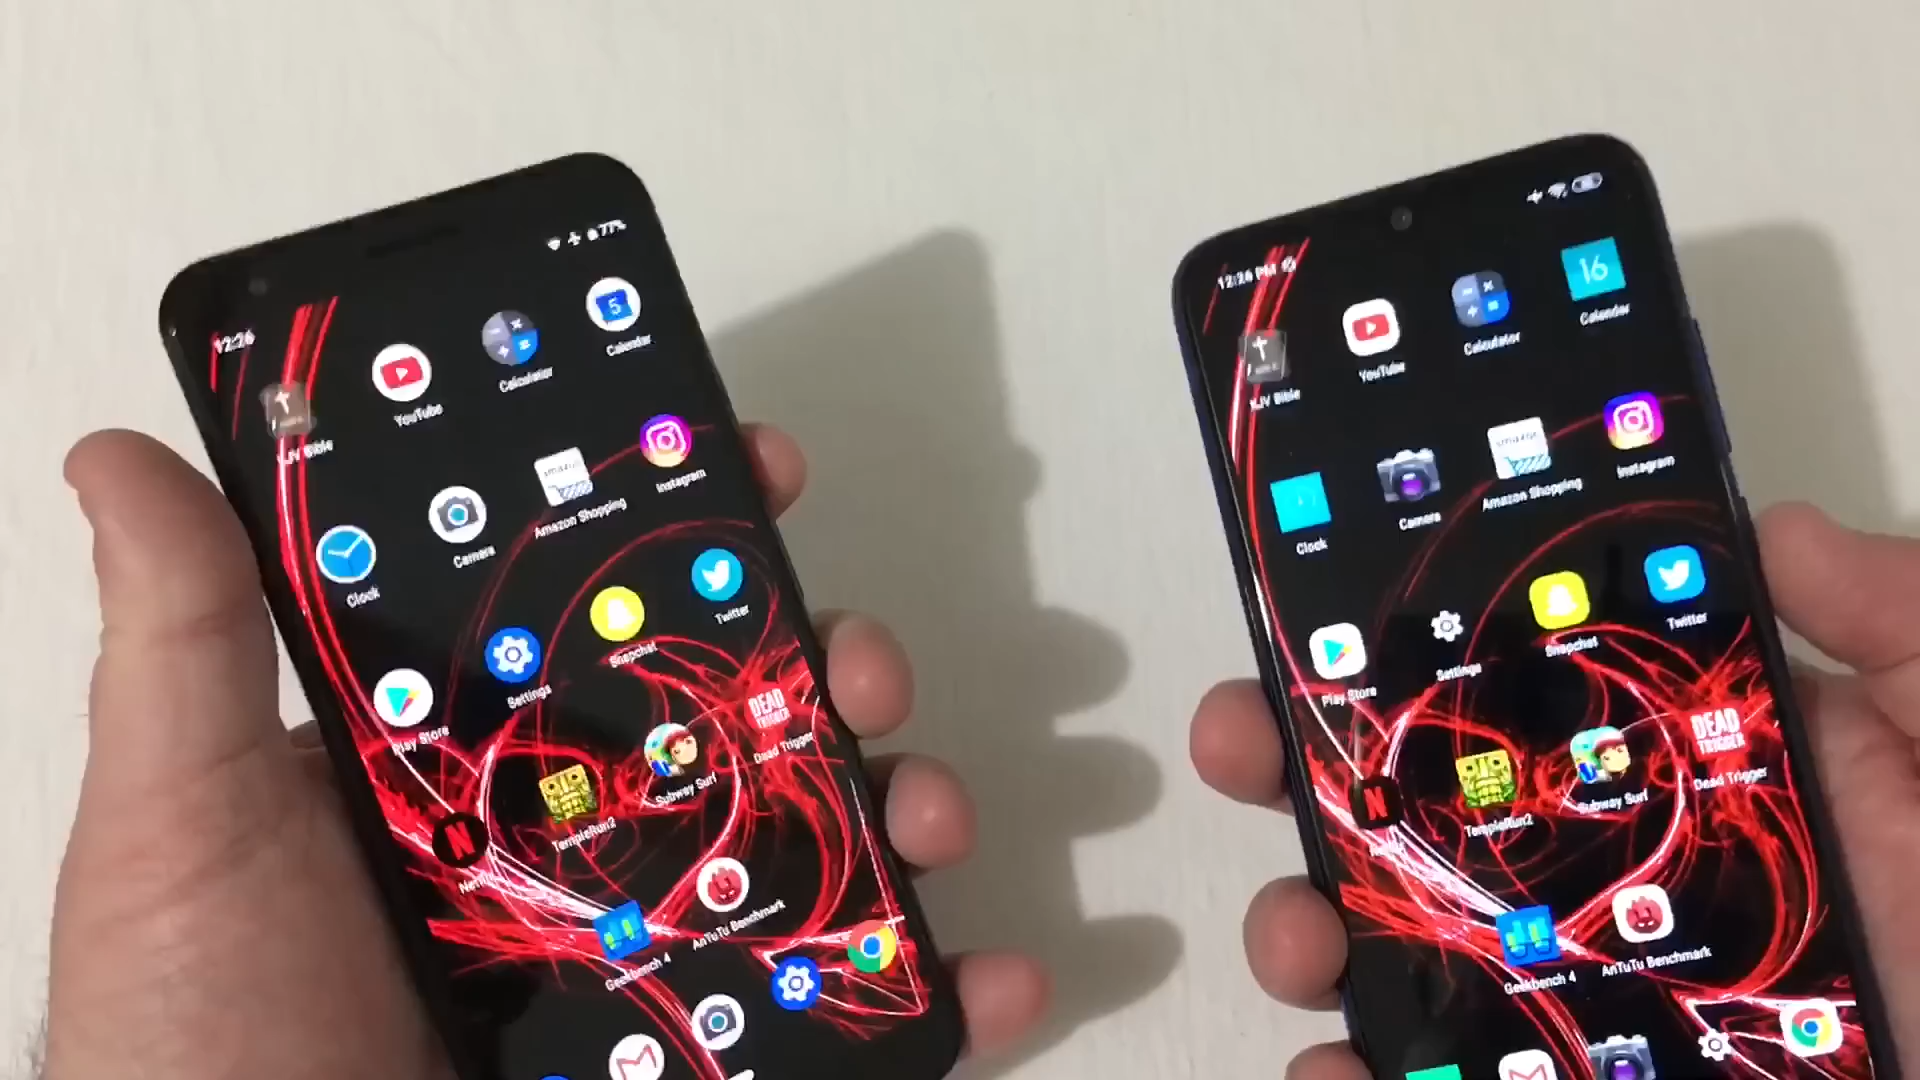 77%
12:26
5
Calendar
Calculator
YouTube
KJV Bible
Instagram
amazon
Amazon Shopping
Camera
Clock
Twitter
Snapchat
Settings
Play Store
DEAD
TRIGGER
Dead Trigger
Subway Surf
TempleRun2
N
Netflix
AnTuTu Benchmark
Geekbench 4
12:26 PM
16
Calendar
Calculator
YouTube
KJV Bible
Instagram
amazon
Amazon Shopping
Camera
Clock
Twitter
Snapchat
Settings
Play Store
DEAD
TRIGGER
Dead Trigger
Subway Surf
TempleRun2
N
AnTuTu Benchmark
Geekbench 4